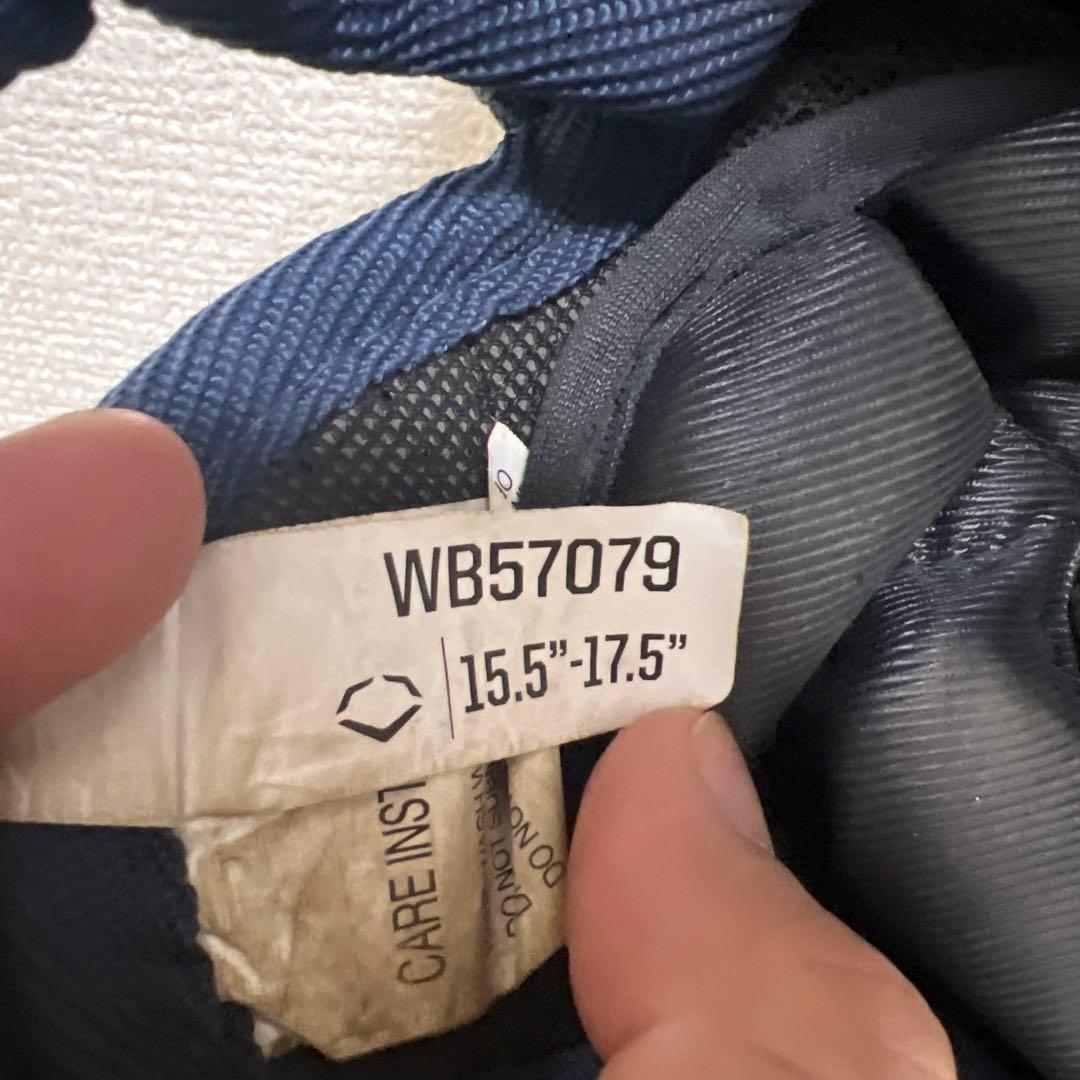 WB57079
15.5”-17.5”
CARE INST
DO NO
DO NOT